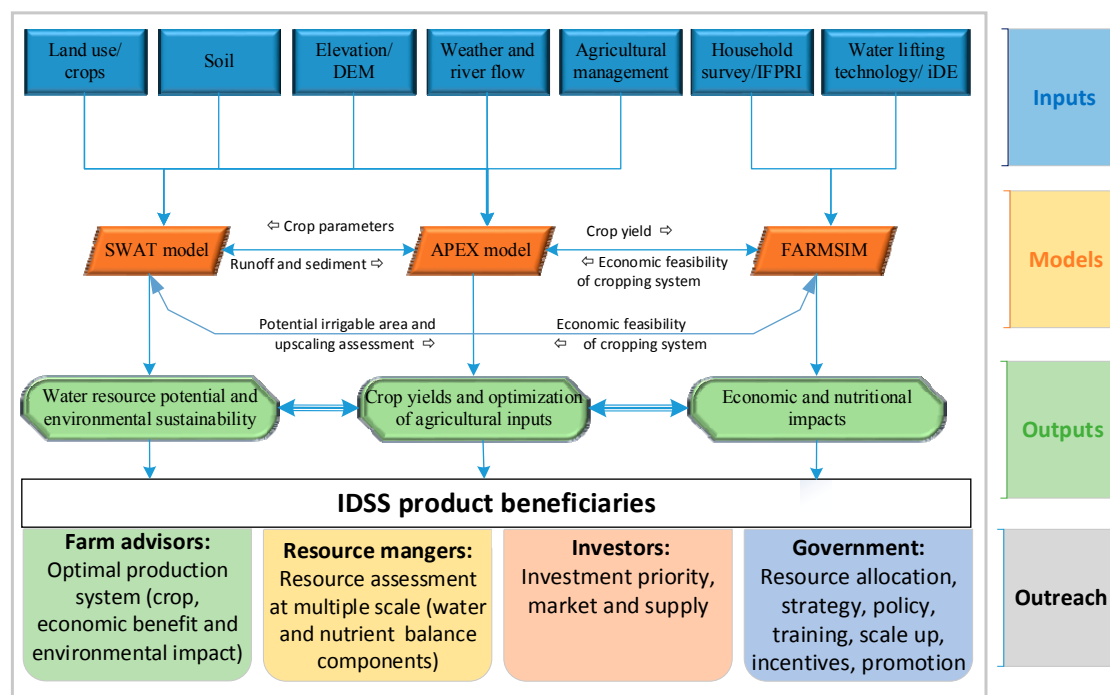 Land use/
crops
Soil
Elevation/
DEM
Weather and
river flow
Agricultural
management
Household
survey/IFPRI
Water lifting
technology/ iDE
Inputs
⇦ Crop parameters
Crop yield ⇨
SWAT model
APEX model
FARMSIM
Runoff and sediment ⇨
⇦ Economic feasibility
of cropping system
Models
Potential irrigable area and
upscaling assessment ⇨
Economic feasibility
⇦ of cropping system
Water resource potential and
environmental sustainability
Crop yields and optimization
of agricultural inputs
Economic and nutritional
impacts
Outputs
IDSS product beneficiaries
Farm advisors:
Optimal production
system (crop,
economic benefit and
environmental impact)
Resource mangers:
Resource assessment
at multiple scale (water
and nutrient balance
components)
Investors:
Investment priority,
market and supply
Government:
Resource allocation,
strategy, policy,
training, scale up,
incentives, promotion
Outreach